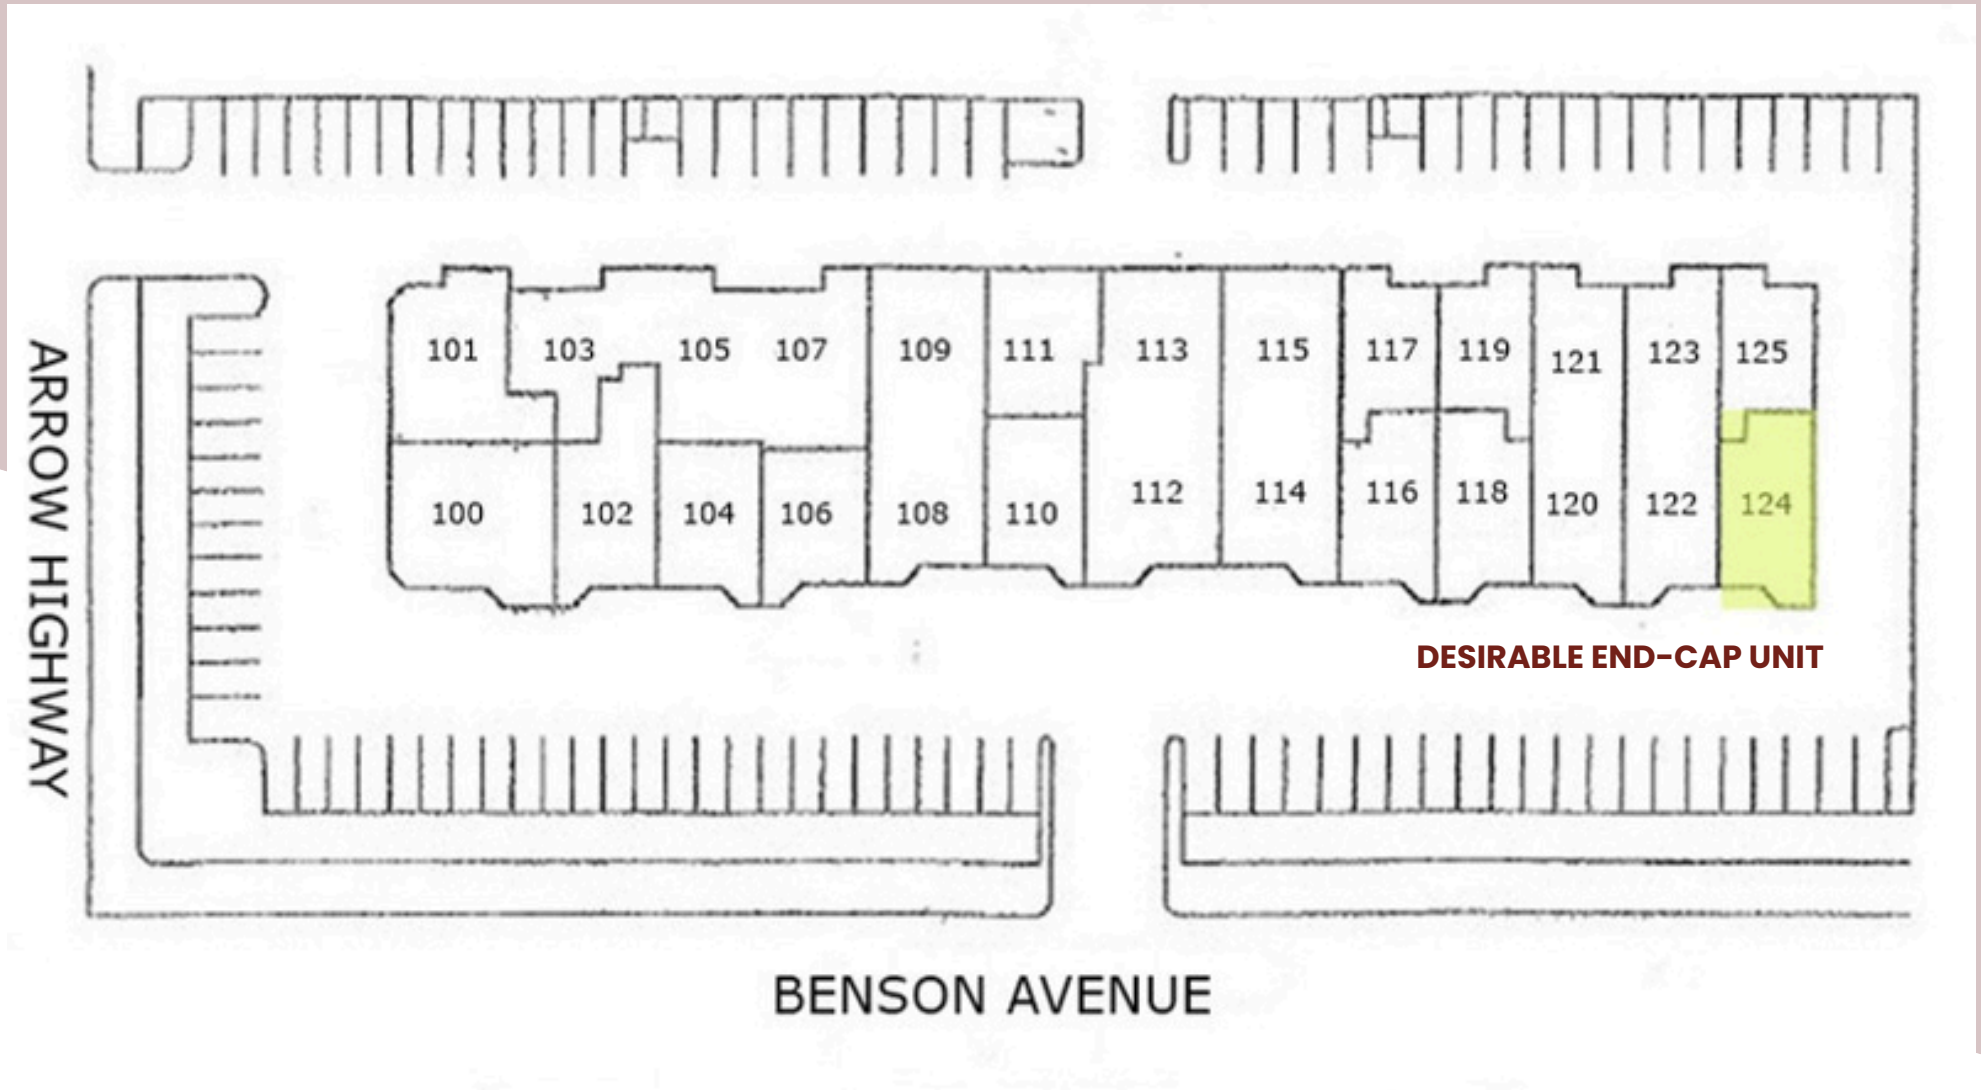 ARROW HIGHWAY
101 103 105 107 109 111 113 115 117 119 121 123 125
100 102 104 106 108 110 112 114 116 118 120 122 124
DESIRABLE END-CAP UNIT
BENSON AVENUE